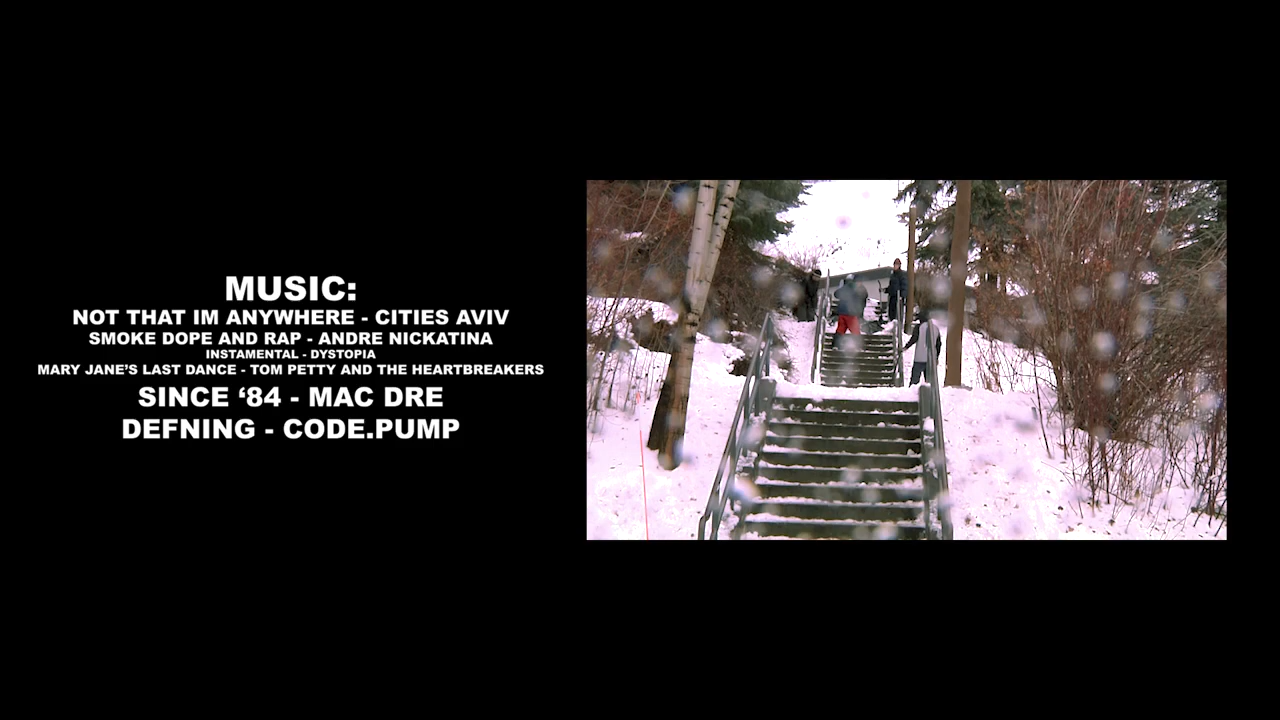 MUSIC:
NOT THAT IM ANYWHERE - CITIES AVIV
SMOKE DOPE AND RAP - ANDRE NICKATINA
INSTAMENTAL - DYSTOPIA
MARY JANE’S LAST DANCE - TOM PETTY AND THE HEARTBREAKERS
SINCE ‘84 - MAC DRE
DEFNING - CODE.PUMP